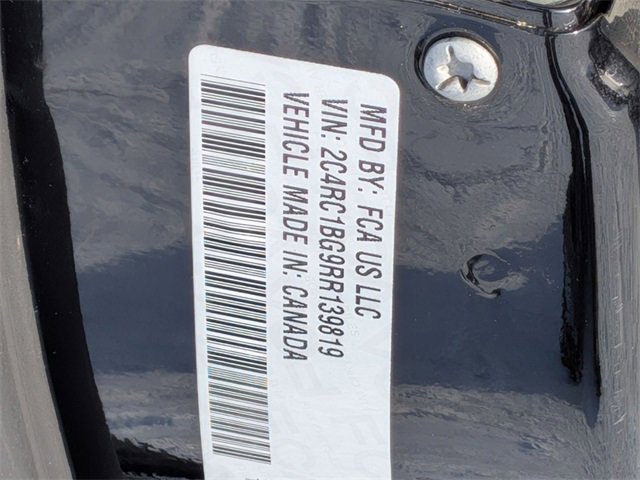 MFD BY: FCA US LLC
VIN: 2C4RC1BG9RR139819
VEHICLE MADE IN: CANADA